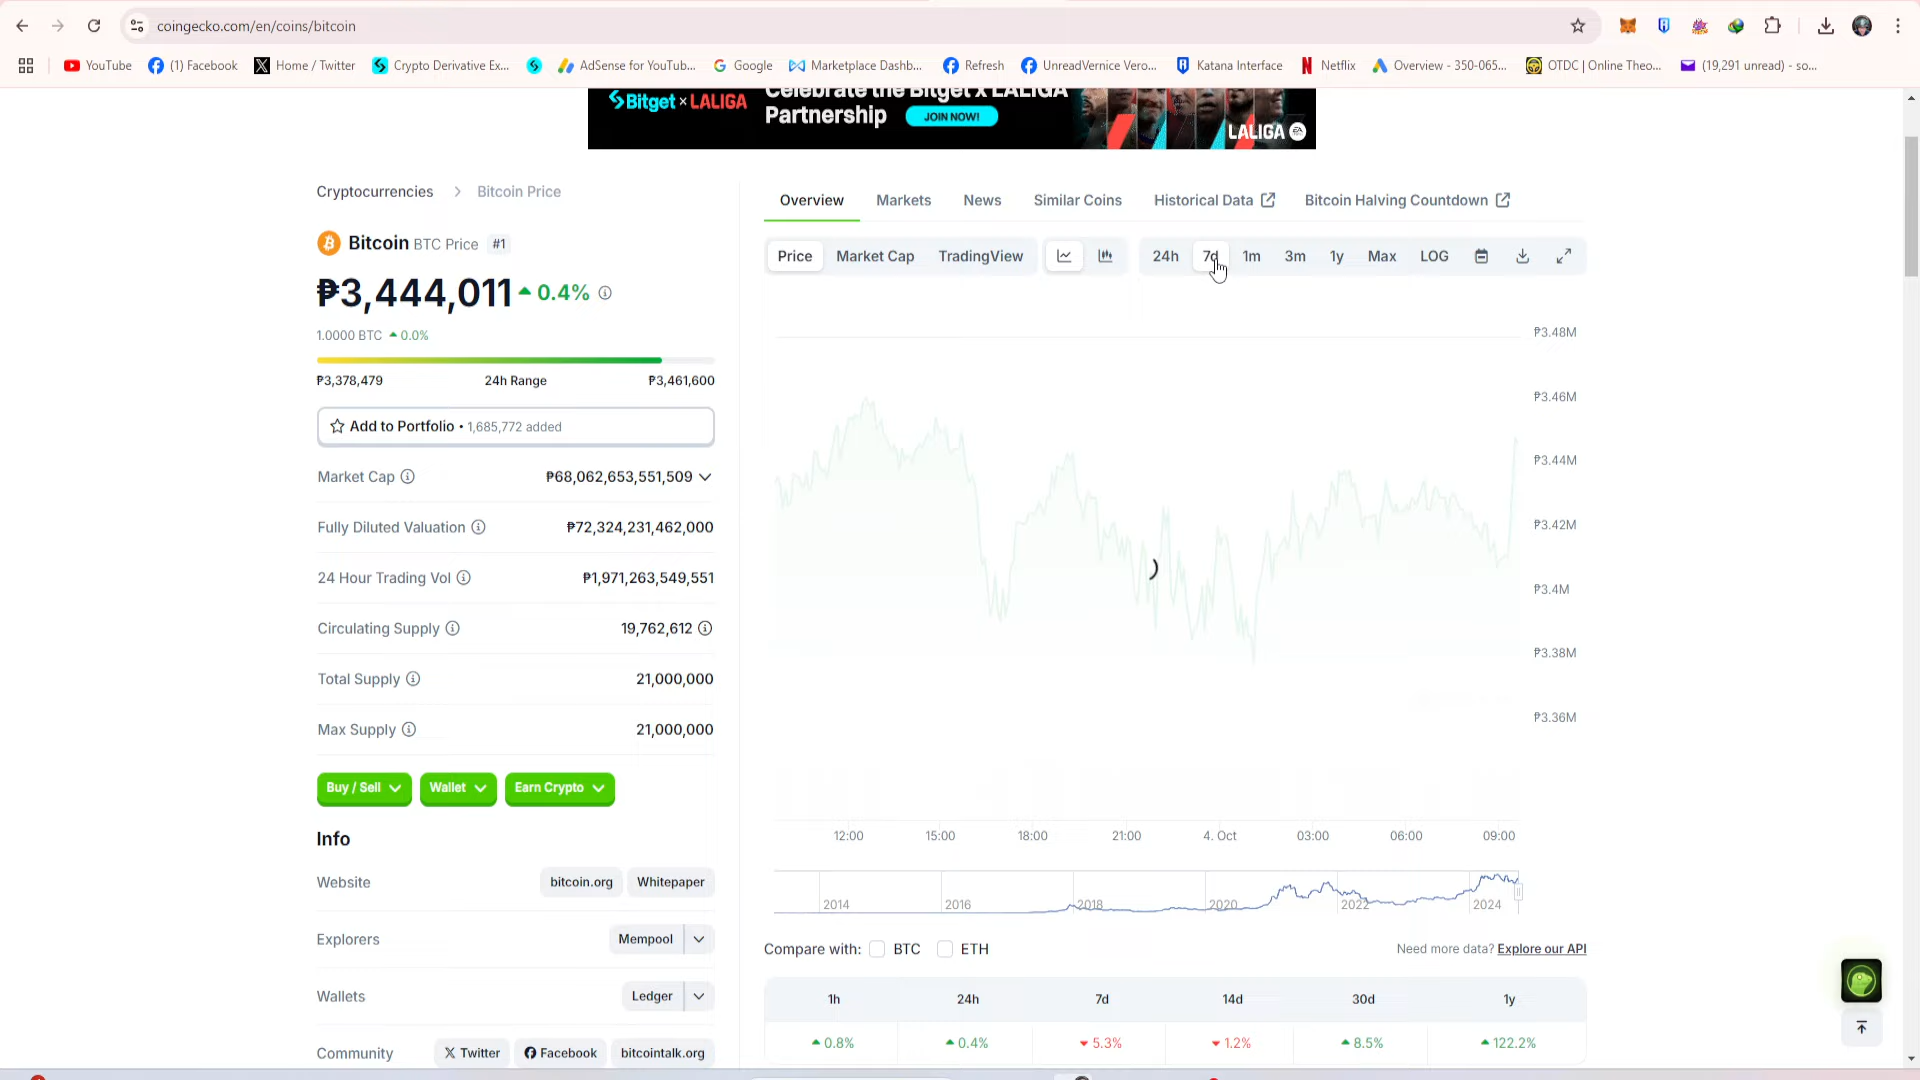 coingecko.com/en/coins/bitcoin
YouTube (1) Facebook Home / Twitter Crypto Derivative Ex... AdSense for YouTub... Google Marketplace Dashb... Refresh UnreadVernice Vero... Katana Interface Netflix Overview - 350-065... OTDC | Online Theo... (19,291 unread) - so...
Bitget × LALIGA
Celebrate the Bitget x LALIGA
Partnership JOIN NOW!
LALIGA
Cryptocurrencies > Bitcoin Price
Bitcoin BTC Price #1
₱3,444,011 0.4%
1.0000 BTC 0.0%
₱3,378,479 24h Range ₱3,461,600
Add to Portfolio • 1,685,772 added
Market Cap ₱68,062,653,551,509
Fully Diluted Valuation ₱72,324,231,462,000
24 Hour Trading Vol ₱1,971,263,549,551
Circulating Supply 19,762,612
Total Supply 21,000,000
Max Supply 21,000,000
Buy / Sell Wallet Earn Crypto
Info
Website bitcoin.org Whitepaper
Explorers Mempool
Wallets Ledger
Community Twitter Facebook bitcointalk.org
Overview Markets News Similar Coins Historical Data Bitcoin Halving Countdown
Price Market Cap TradingView 24h 7d 1m 3m 1y Max LOG
₱3.48M
₱3.46M
₱3.44M
₱3.42M
₱3.4M
₱3.38M
₱3.36M
12:00 15:00 18:00 21:00 4. Oct 03:00 06:00 09:00
2014 2016 2018 2020 2022 2024
Compare with: BTC ETH Need more data? Explore our API
1h 24h 7d 14d 30d 1y
0.8% 0.4% 5.3% 1.2% 8.5% 122.2%